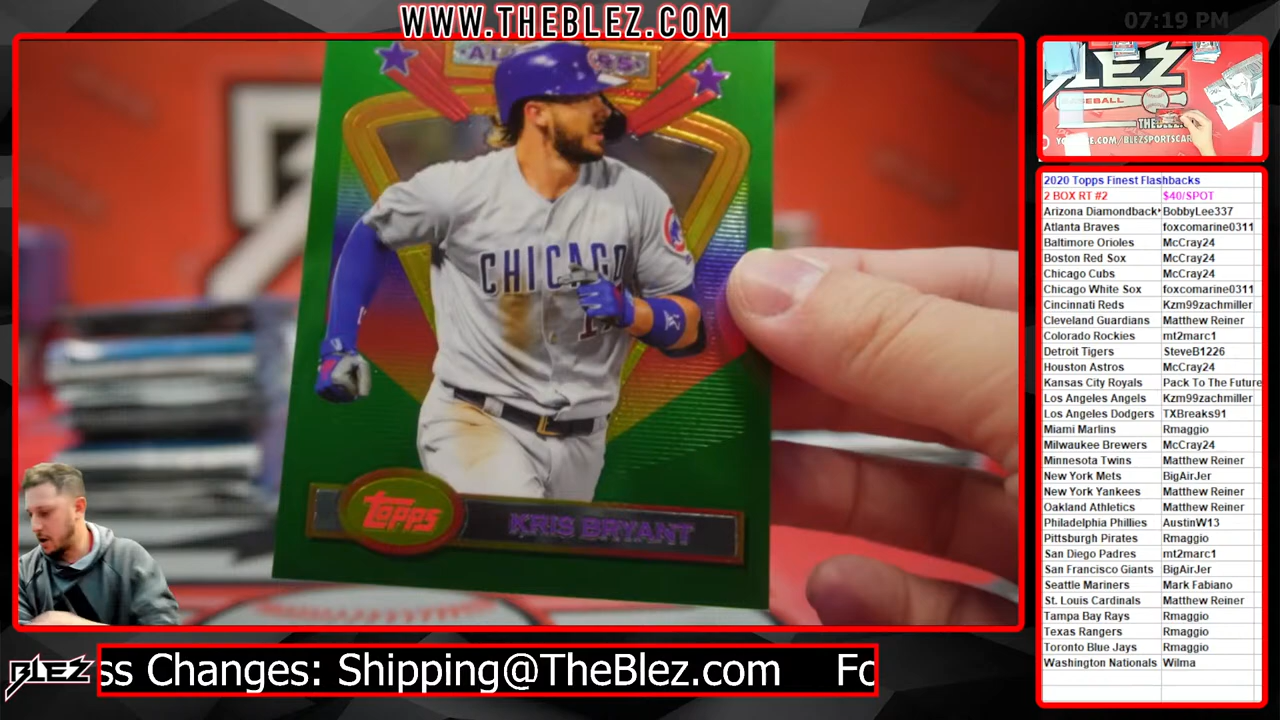 WWW.THEBLEZ.COM
07:19 PM
CHICAGO
topps
KRIS BRYANT
BLEZ
BASEBALL
2020 Topps Finest Flashbacks
2 BOX RT #2 $40/SPOT
Arizona Diamondback BobbyLee337
Atlanta Braves foxcomarine0311
Baltimore Orioles McCray24
Boston Red Sox McCray24
Chicago Cubs McCray24
Chicago White Sox foxcomarine0311
Cincinnati Reds Kzm99zachmiller
Cleveland Guardians Matthew Reiner
Colorado Rockies mt2marc1
Detroit Tigers SteveB1226
Houston Astros McCray24
Kansas City Royals Pack To The Future
Los Angeles Angels Kzm99zachmiller
Los Angeles Dodgers TXBreaks91
Miami Marlins Rmaggio
Milwaukee Brewers McCray24
Minnesota Twins Matthew Reiner
New York Mets BigAirJer
New York Yankees Matthew Reiner
Oakland Athletics Matthew Reiner
Philadelphia Phillies AustinW13
Pittsburgh Pirates Rmaggio
San Diego Padres mt2marc1
San Francisco Giants BigAirJer
Seattle Mariners Mark Fabiano
St. Louis Cardinals Matthew Reiner
Tampa Bay Rays Rmaggio
Texas Rangers Rmaggio
Toronto Blue Jays Rmaggio
Washington Nationals Wilma
BLEZ
ss Changes: Shipping@TheBlez.com Fo